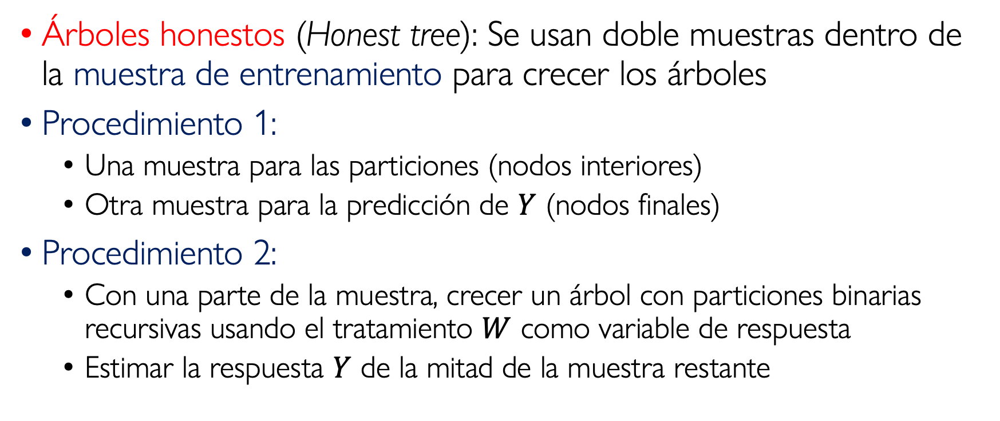 • Árboles honestos (Honest tree): Se usan doble muestras dentro de
la muestra de entrenamiento para crecer los árboles
• Procedimiento 1:
• Una muestra para las particiones (nodos interiores)
• Otra muestra para la predicción de Y (nodos finales)
• Procedimiento 2:
• Con una parte de la muestra, crecer un árbol con particiones binarias
recursivas usando el tratamiento W como variable de respuesta
• Estimar la respuesta Y de la mitad de la muestra restante